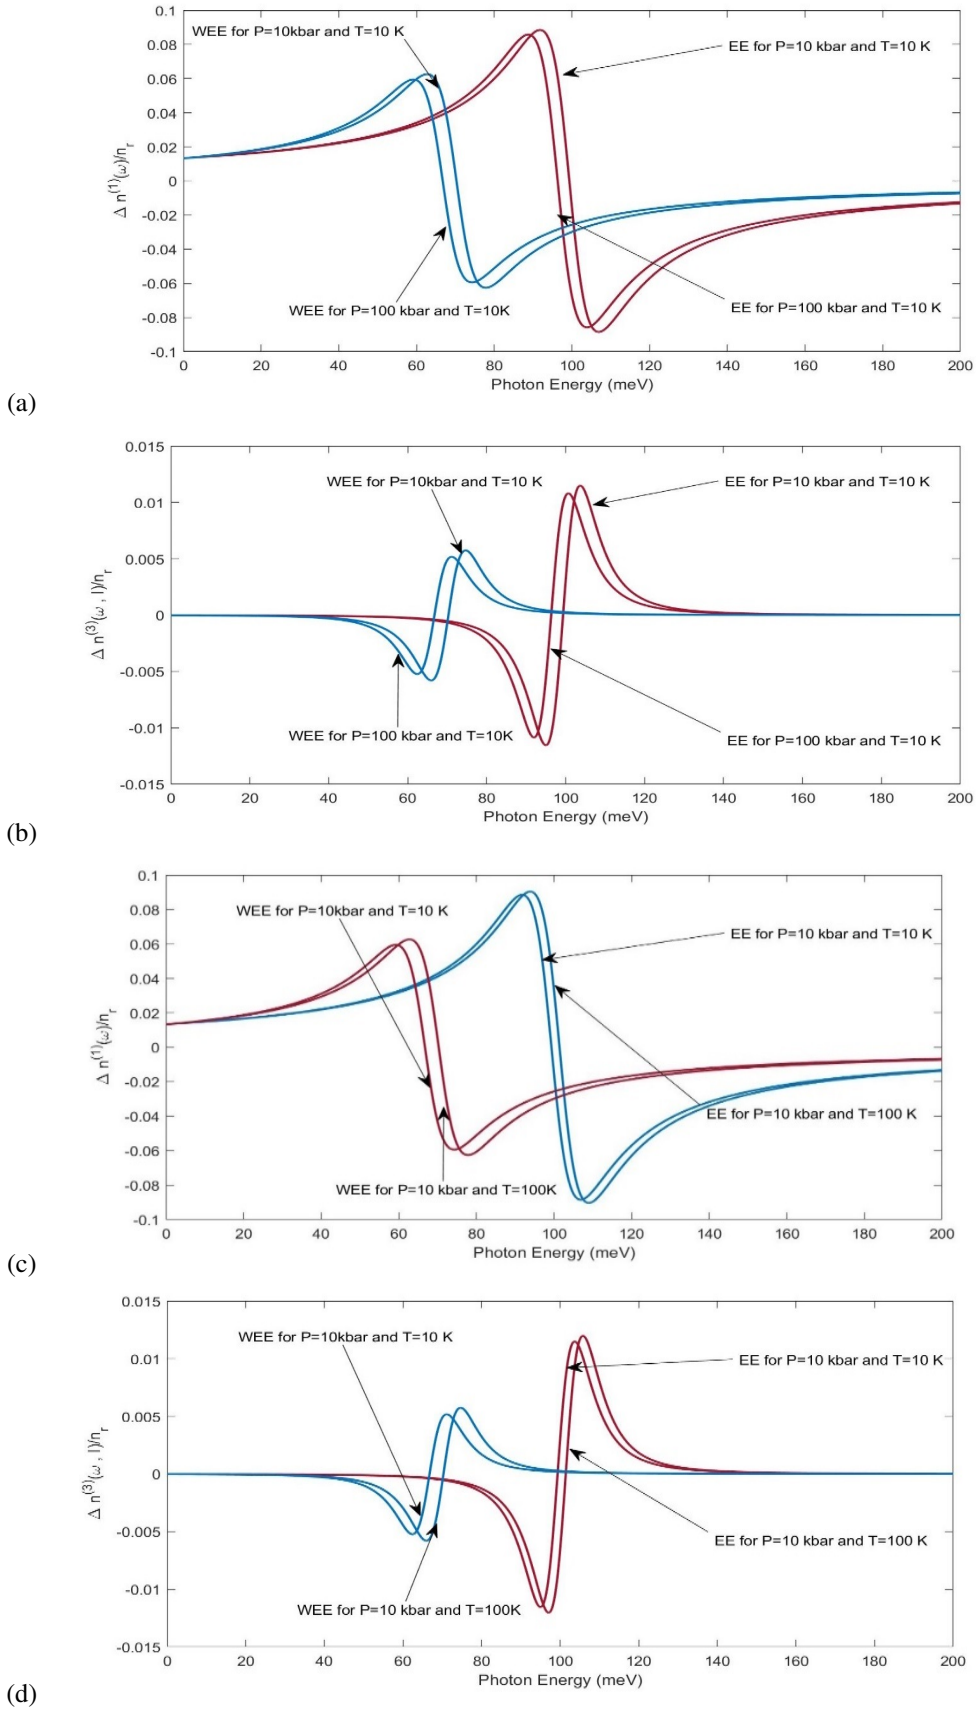 0.1
WEE for P=10kbar and T=10 K
EE for P=10 kbar and T=10 K
0.08
0.06
0.04
0.02
0
-0.02
-0.04
-0.06
-0.08
-0.1
Δ n(1)(ω)/nr
WEE for P=100 kbar and T=10K
EE for P=100 kbar and T=10 K
0 20 40 60 80 100 120 140 160 180 200
Photon Energy (meV)
(a)
0.015
WEE for P=10kbar and T=10 K
EE for P=10 kbar and T=10 K
0.01
0.005
0
-0.005
-0.01
-0.015
Δ n(3)(ω , I)/nr
WEE for P=100 kbar and T=10K
EE for P=100 kbar and T=10 K
0 20 40 60 80 100 120 140 160 180 200
Photon Energy (meV)
(b)
0.1
WEE for P=10kbar and T=10 K
EE for P=10 kbar and T=10 K
0.08
0.06
0.04
0.02
0
-0.02
-0.04
-0.06
-0.08
-0.1
Δ n(1)(ω)/nr
EE for P=10 kbar and T=100 K
WEE for P=10 kbar and T=100K
0 20 40 60 80 100 120 140 160 180 200
Photon Energy (meV)
(c)
0.015
WEE for P=10kbar and T=10 K
EE for P=10 kbar and T=10 K
0.01
0.005
0
-0.005
-0.01
-0.015
Δ n(3)(ω , I)/nr
EE for P=10 kbar and T=100 K
WEE for P=10 kbar and T=100K
0 20 40 60 80 100 120 140 160 180 200
Photon Energy (meV)
(d)